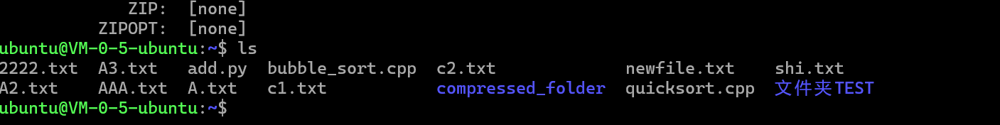 ZIP:  [none]
ZIPOPT:  [none]
ubuntu@VM-0-5-ubuntu:~$ ls
2222.txt  A3.txt   add.py  bubble_sort.cpp  c2.txt             newfile.txt    shi.txt
A2.txt    AAA.txt  A.txt   c1.txt           compressed_folder  quicksort.cpp  文件夹TEST
ubuntu@VM-0-5-ubuntu:~$